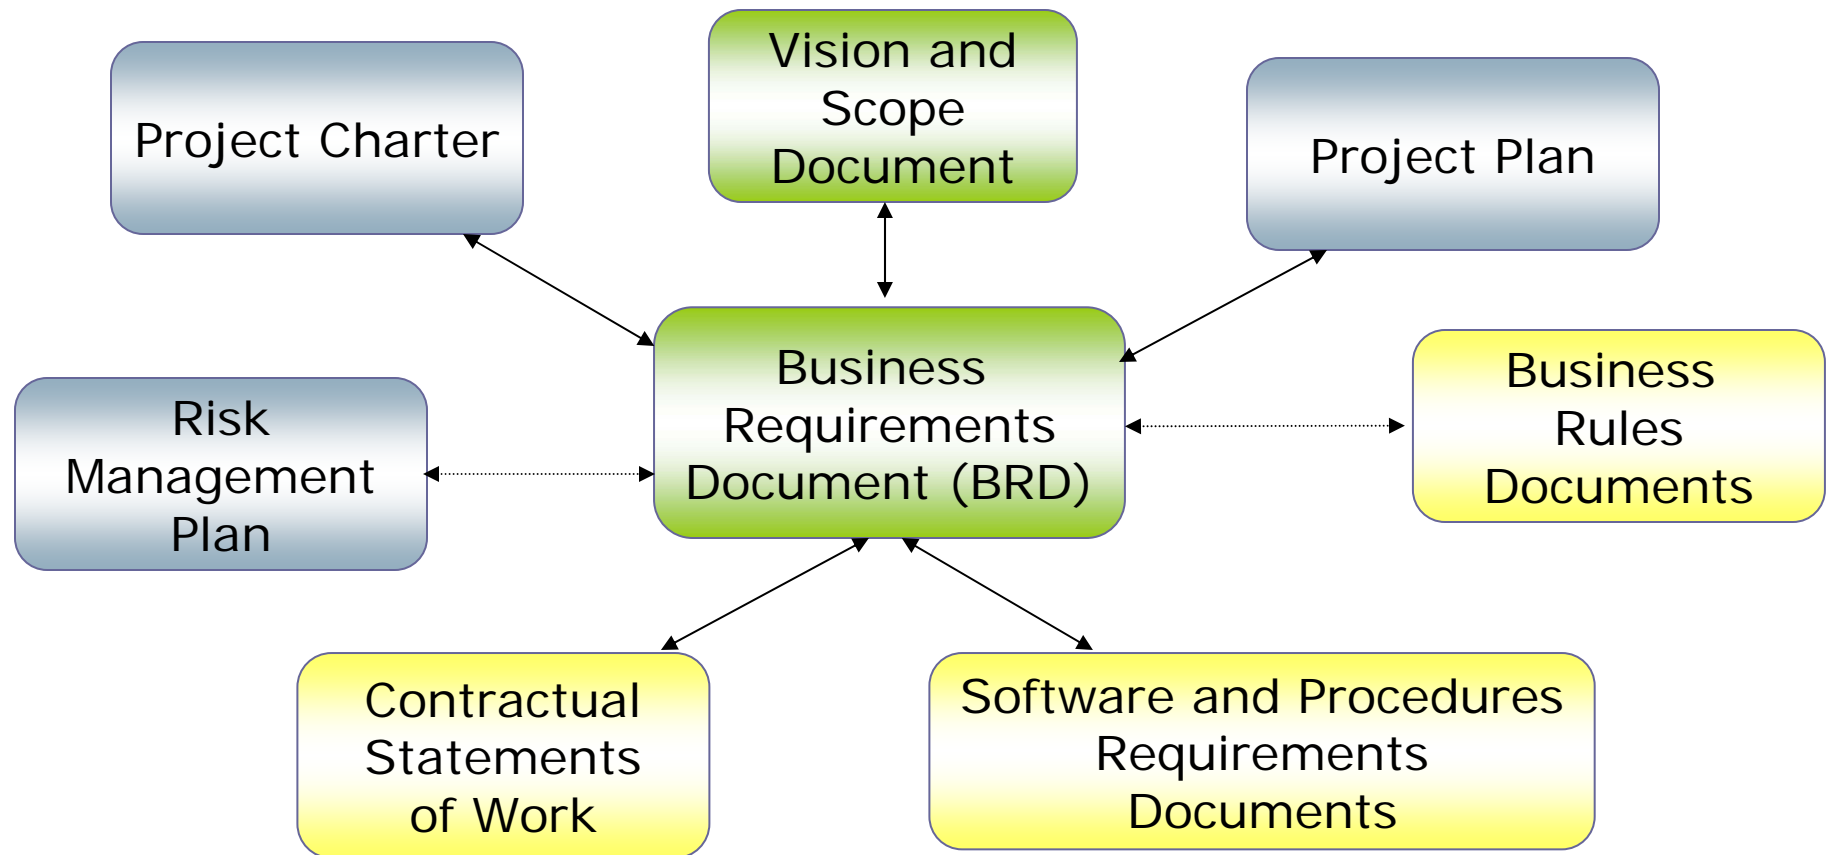 Vision and
Scope
Document
Project Charter
Project Plan
Business
Requirements
Document (BRD)
Business
Rules
Documents
Risk
Management
Plan
Contractual
Statements
of Work
Software and Procedures
Requirements
Documents